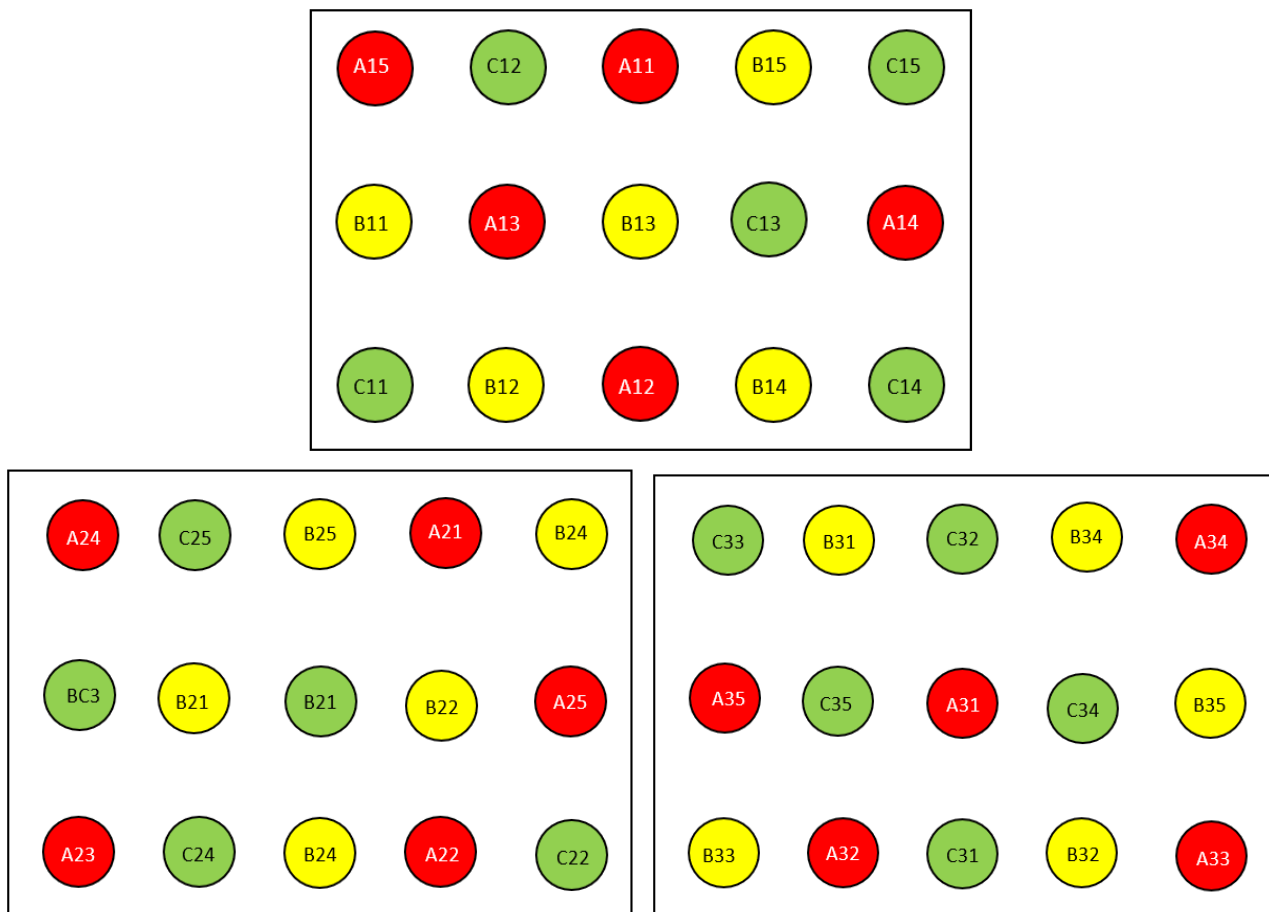 A15 C12 A11 B15 C15
B11 A13 B13 C13 A14
C11 B12 A12 B14 C14
A24 C25 B25 A21 B24
BC3 B21 B21 B22 A25
A23 C24 B24 A22 C22
C33 B31 C32 B34 A34
A35 C35 A31 C34 B35
B33 A32 C31 B32 A33